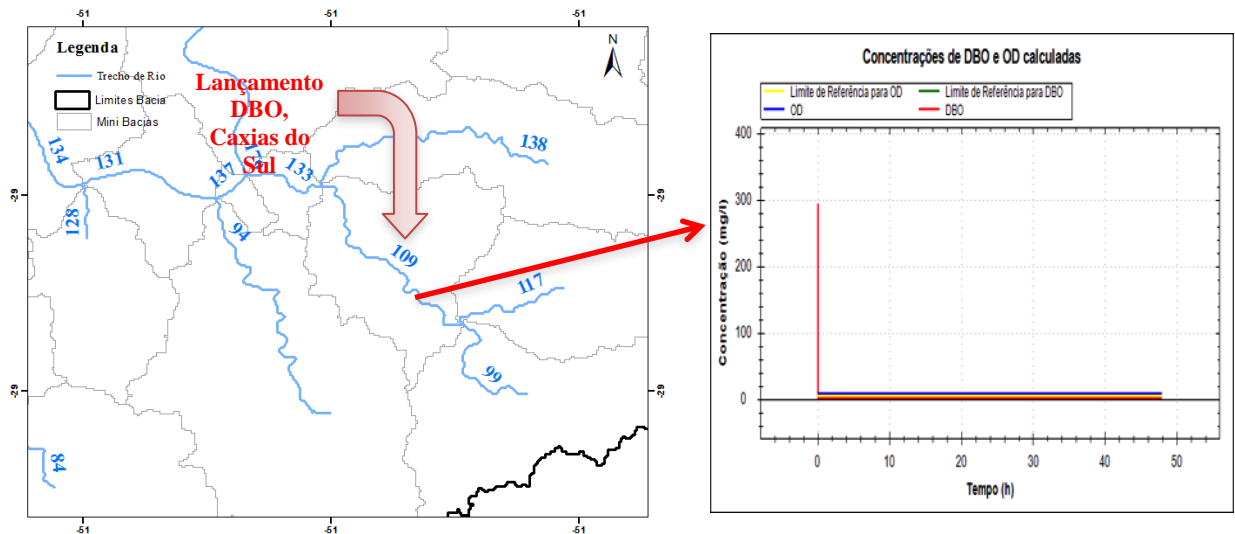 -51 -51 -51
Legenda
Trecho de Rio
Limites Bacia
Mini Bacias
N
Lançamento
DBO,
Caxias do
Sul
134
131
137
133
138
128
94
109
117
99
84
-29
-29
-29
-29
-51 -51 -51
Concentrações de DBO e OD calculadas
Limite de Referência para OD
Limite de Referência para DBO
OD
DBO
Concentração (mg/l)
400
300
200
100
0
0 10 20 30 40 50
Tempo (h)